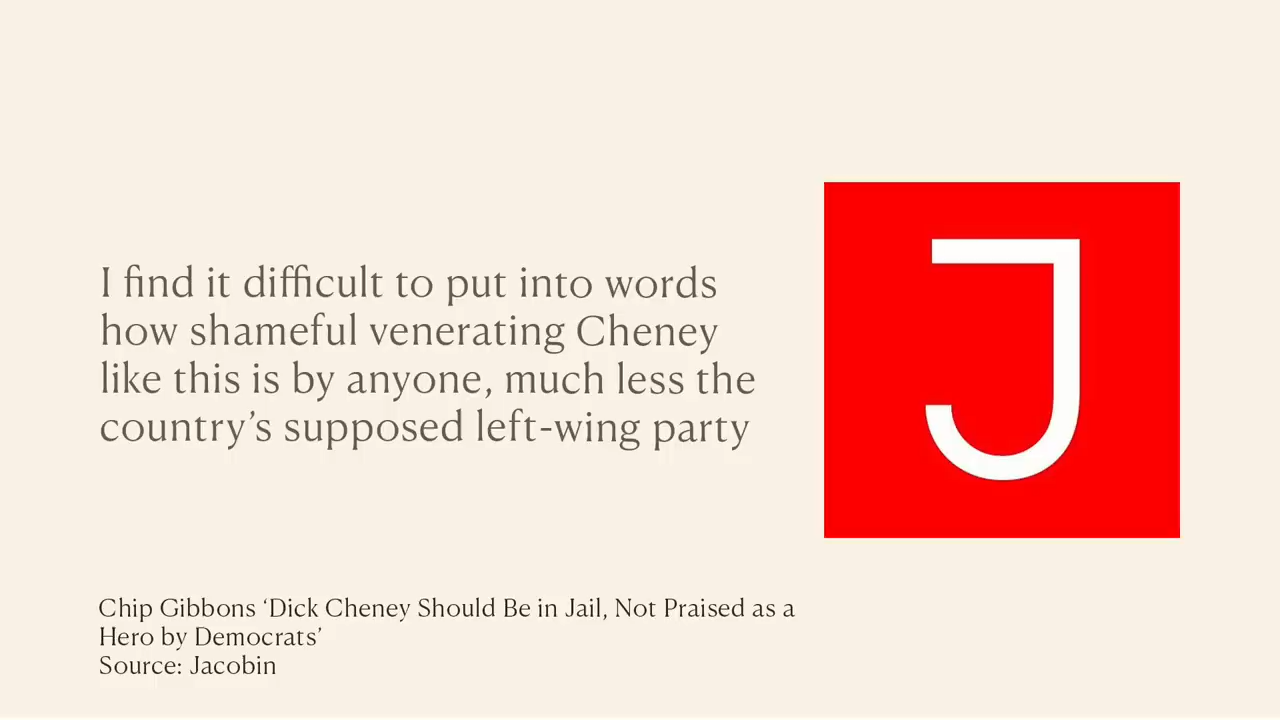 I find it difficult to put into words
how shameful venerating Cheney
like this is by anyone, much less the
country’s supposed left-wing party
J
Chip Gibbons ‘Dick Cheney Should Be in Jail, Not Praised as a
Hero by Democrats’
Source: Jacobin